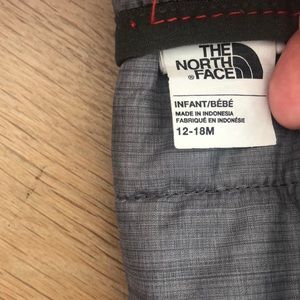 THE
NORTH
FACE
®
INFANT/BÉBÉ
MADE IN INDONESIA
FABRIQUÉ EN INDONÉSIE
12-18M